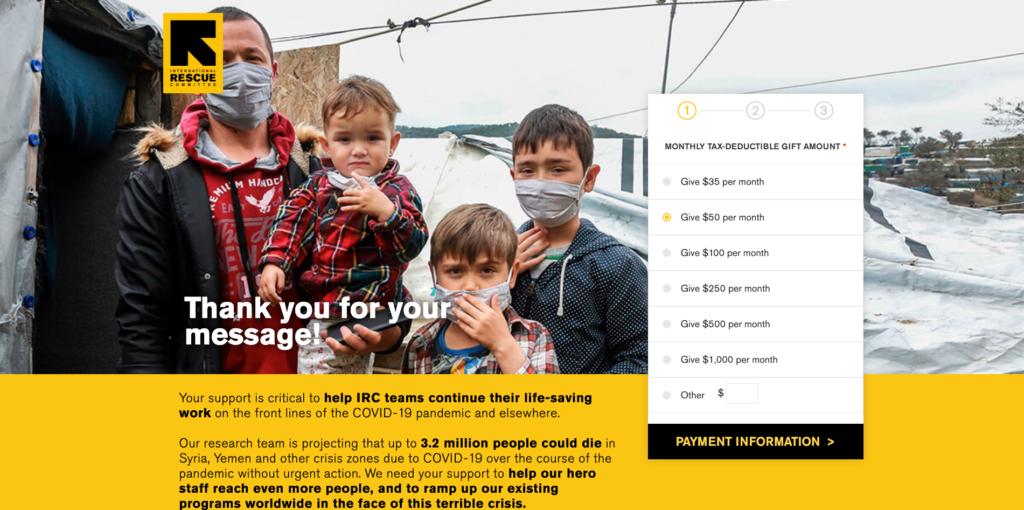 INTERNATIONAL
RESCUE
COMMITTEE
Thank you for your
message!
1 2 3
MONTHLY TAX-DEDUCTIBLE GIFT AMOUNT *
Give $35 per month
Give $50 per month
Give $100 per month
Give $250 per month
Give $500 per month
Give $1,000 per month
Other $
PAYMENT INFORMATION >
Your support is critical to help IRC teams continue their life-saving
work on the front lines of the COVID-19 pandemic and elsewhere.
Our research team is projecting that up to 3.2 million people could die in
Syria, Yemen and other crisis zones due to COVID-19 over the course of the
pandemic without urgent action. We need your support to help our hero
staff reach even more people, and to ramp up our existing
programs worldwide in the face of this terrible crisis.